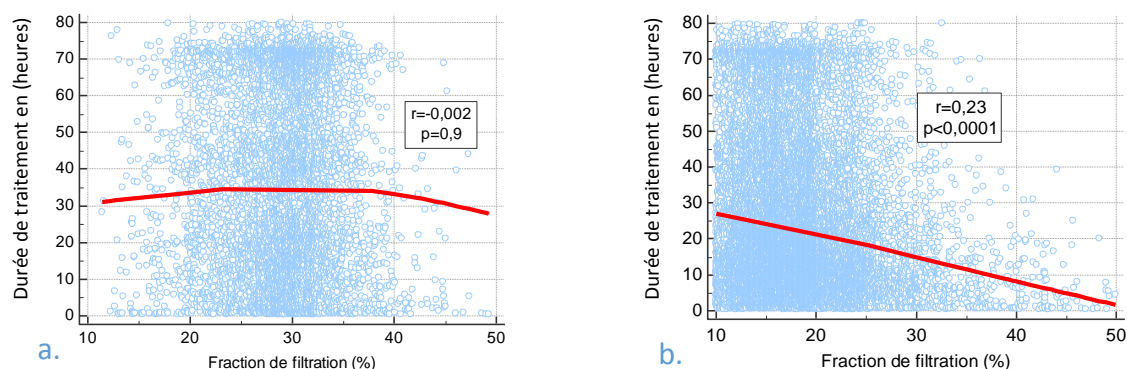 80
70
60
50
40
30
20
10
0
Durée de traitement en (heures)
r=-0,002
p=0,9
10 20 30 40 50
Fraction de filtration (%)
a.
80
70
60
50
40
30
20
10
0
Durée de traitement en (heures)
r=0,23
p<0,0001
10 20 30 40 50
Fraction de filtration (%)
b.